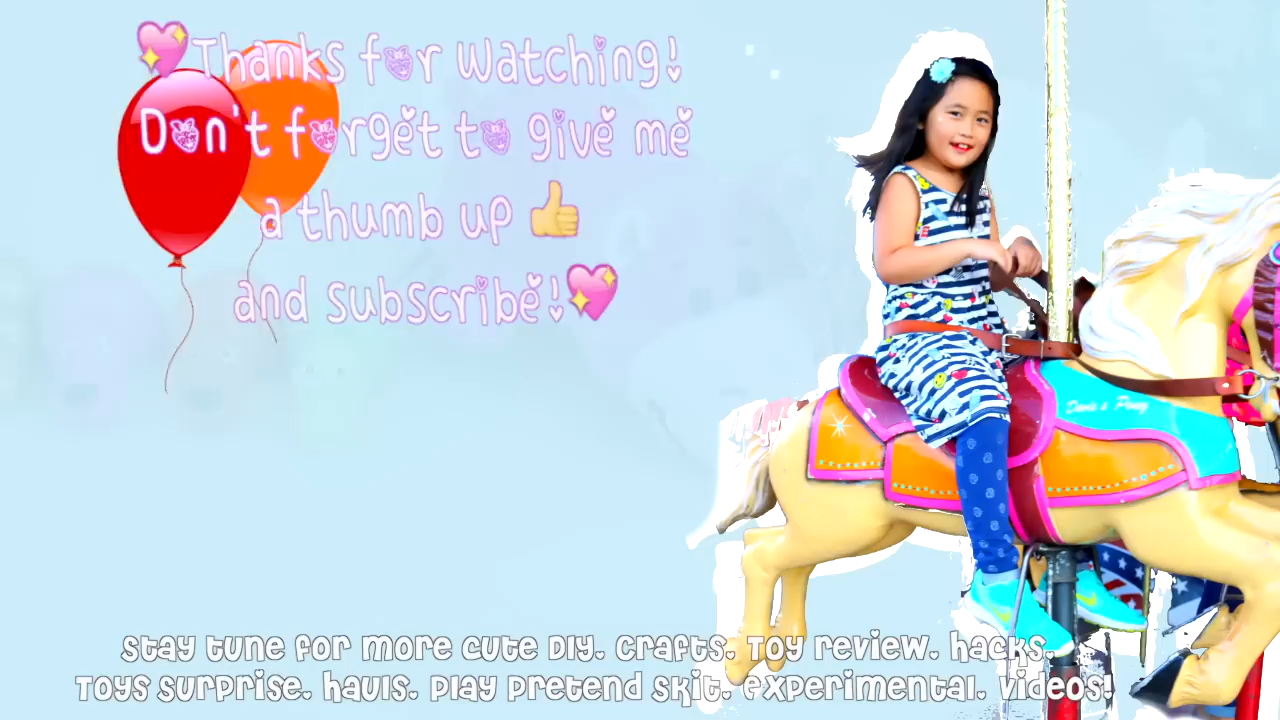 💖Thanks for watching!
Don't forget to give me
a thumb up 👍
and subscribe!💖
Stay tune for more cute DIY. crafts. Toy review. hacks.
Toys surprise. hauls. play pretend skit. experimental. videos!